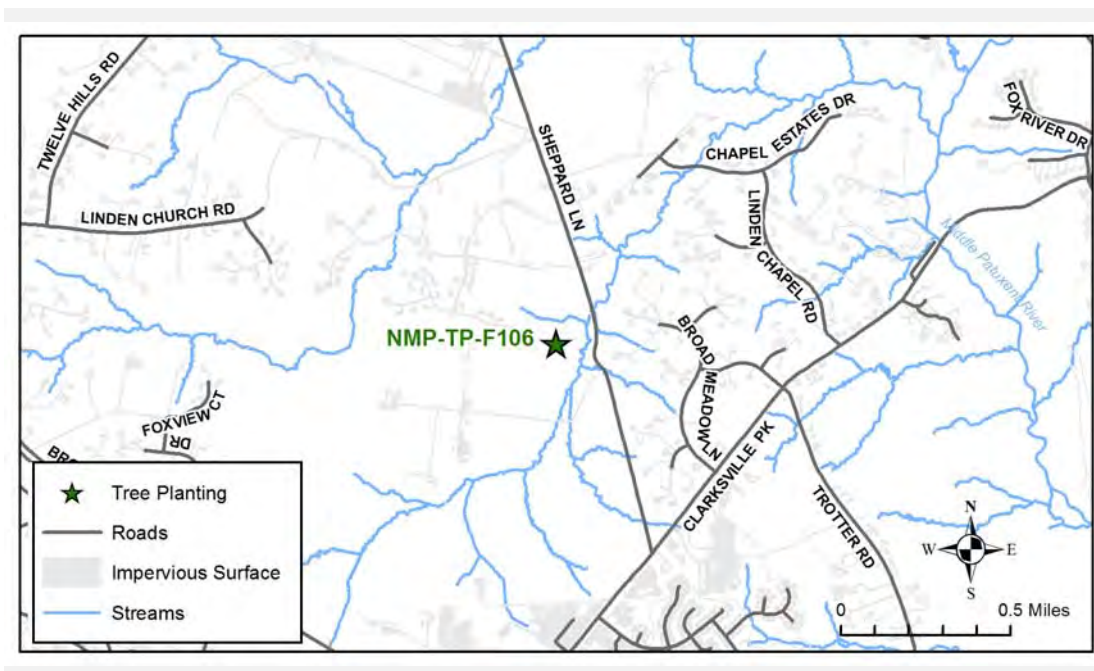 TWELVE HILLS RD
LINDEN CHURCH RD
SHEPPARD LN
CHAPEL ESTATES DR
FOX RIVER DR
LINDEN CHAPEL RD
Middle Patuxent River
NMP-TP-F106
BROAD MEADOW LN
FOXVIEW CT
DR
CLARKSVILLE PK
TROTTER RD
Tree Planting
Roads
Impervious Surface
Streams
N
W
E
S
0
0.5 Miles